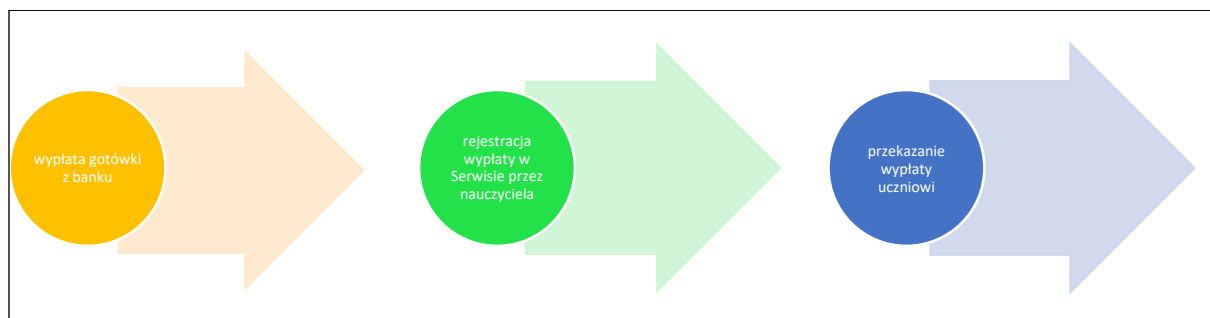 wypłata gotówki
z banku
rejestracja
wypłaty w
Serwisie przez
nauczyciela
przekazanie
wypłaty
uczniowi